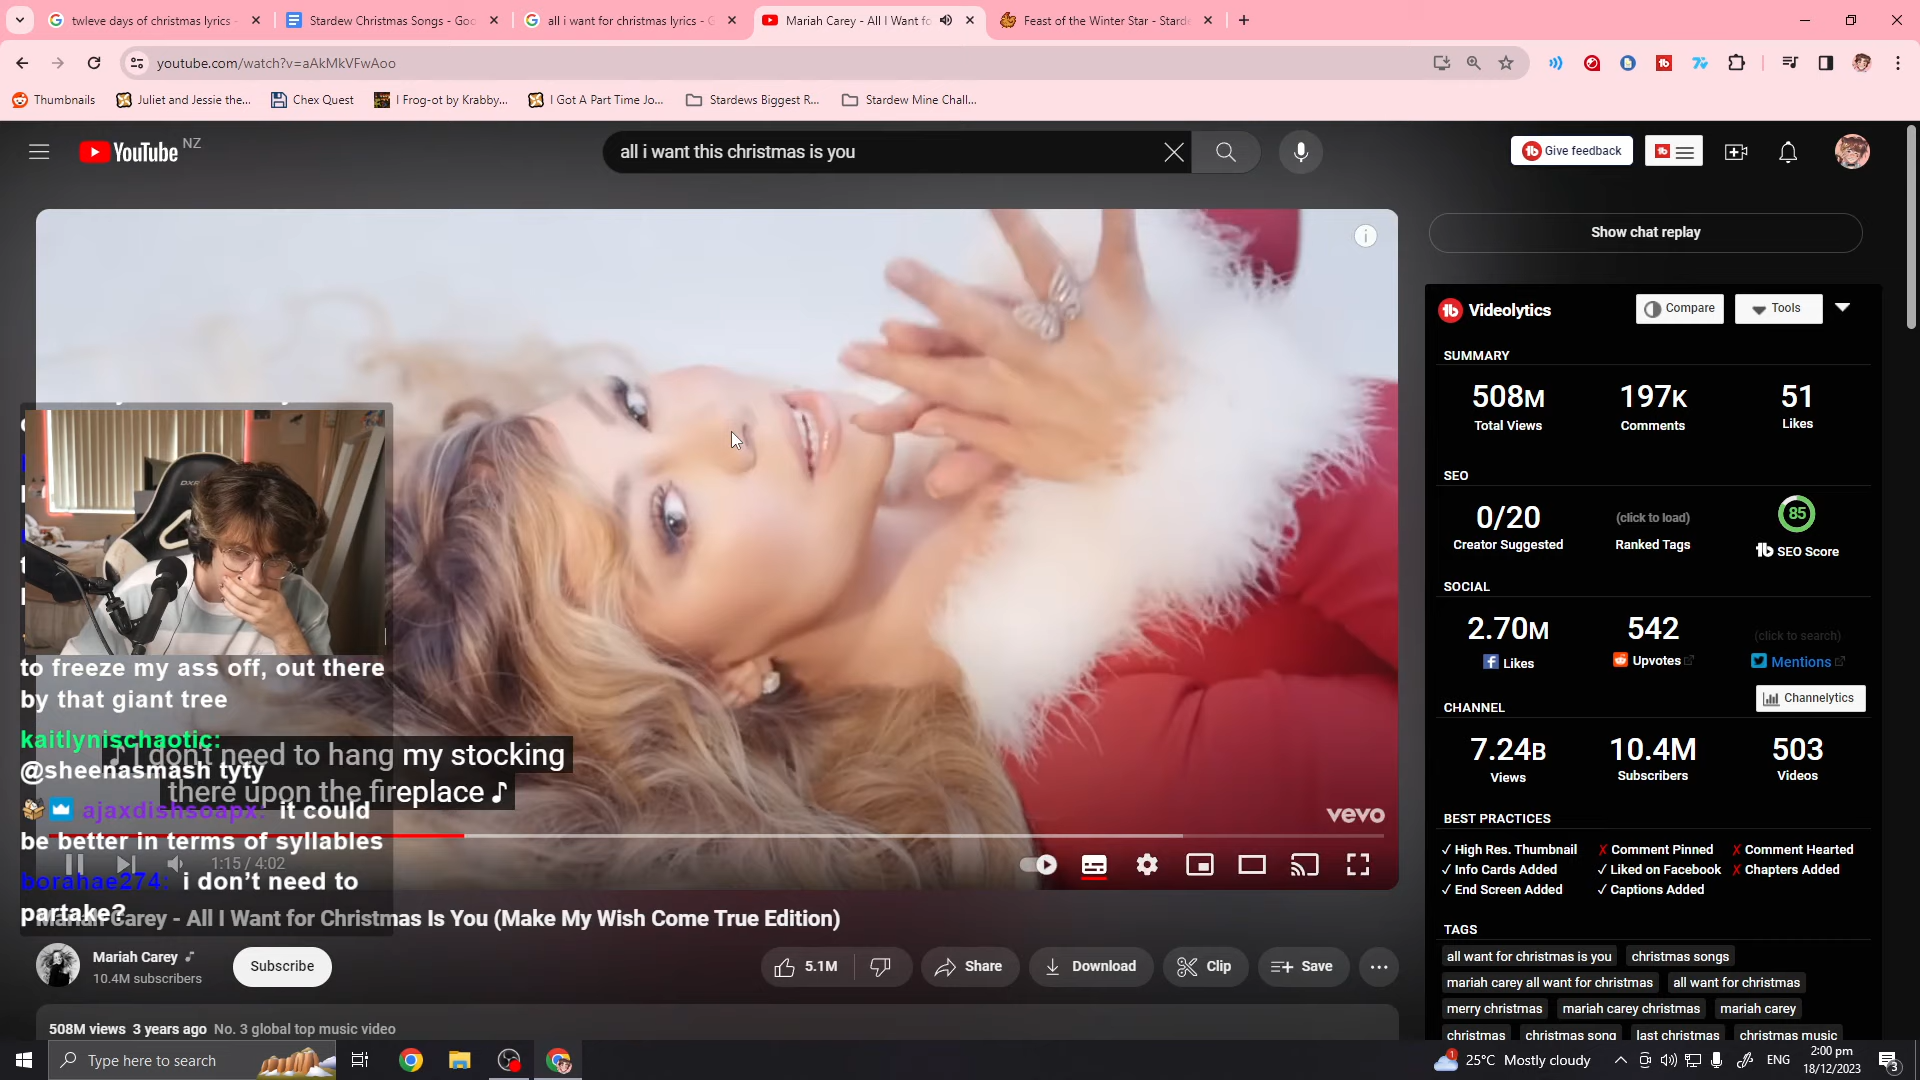 twleve days of christmas lyrics -
Stardew Christmas Songs - Goo
all i want for christmas lyrics - G
Mariah Carey - All I Want fo
Feast of the Winter Star - Starde
youtube.com/watch?v=aAkMkVFwAoo
Thumbnails
Juliet and Jessie the...
Chex Quest
I Frog-ot by Krabby...
I Got A Part Time Jo...
Stardews Biggest R...
Stardew Mine Chall...
YouTube NZ
all i want this christmas is you
Give feedback
Show chat replay
Videolytics
Compare
Tools
SUMMARY
508M 197K 51
Total Views Comments Likes
SEO
0/20 (click to load) 85
Creator Suggested Ranked Tags SEO Score
SOCIAL
2.70M 542 (click to search)
Likes Upvotes Mentions
Channelytics
CHANNEL
7.24B 10.4M 503
Views Subscribers Videos
BEST PRACTICES
✓ High Res. Thumbnail ✗ Comment Pinned ✗ Comment Hearted
✓ Info Cards Added ✓ Liked on Facebook ✗ Chapters Added
✓ End Screen Added ✓ Captions Added
TAGS
all want for christmas is you christmas songs
mariah carey all want for christmas all want for christmas
merry christmas mariah carey christmas mariah carey
christmas christmas song last christmas christmas music
DXR
to freeze my ass off, out there
by that giant tree
kaitlynischaotic:
@sheenasmash tyty
ajaxdishsoapx: it could
be better in terms of syllables
borahae274: i don't need to
partake?
♪ I don't need to hang my stocking
there upon the fireplace ♪
vevo
1:15 / 4:02
Mariah Carey - All I Want for Christmas Is You (Make My Wish Come True Edition)
Mariah Carey
10.4M subscribers
Subscribe
5.1M
Share
Download
Clip
Save
508M views 3 years ago No. 3 global top music video
Type here to search
1
25°C Mostly cloudy
ENG
2:00 pm
18/12/2023
3